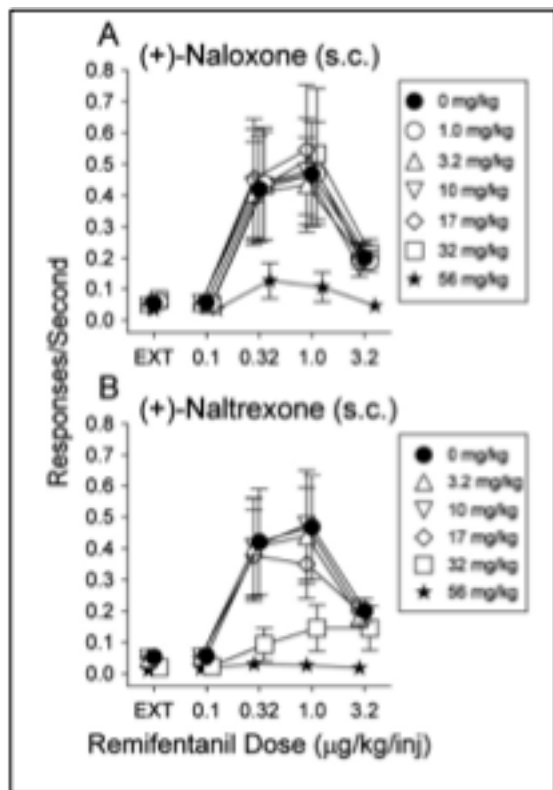 A
(+)-Naloxone (s.c.)
0.8
0.7
0.6
0.5
0.4
0.3
0.2
0.1
0.0
EXT 0.1 0.32 1.0 3.2
0 mg/kg
1.0 mg/kg
3.2 mg/kg
10 mg/kg
17 mg/kg
32 mg/kg
56 mg/kg
Responses/Second
B
(+)-Naltrexone (s.c.)
0.8
0.7
0.6
0.5
0.4
0.3
0.2
0.1
0.0
EXT 0.1 0.32 1.0 3.2
0 mg/kg
3.2 mg/kg
10 mg/kg
17 mg/kg
32 mg/kg
56 mg/kg
Remifentanil Dose (μg/kg/inj)